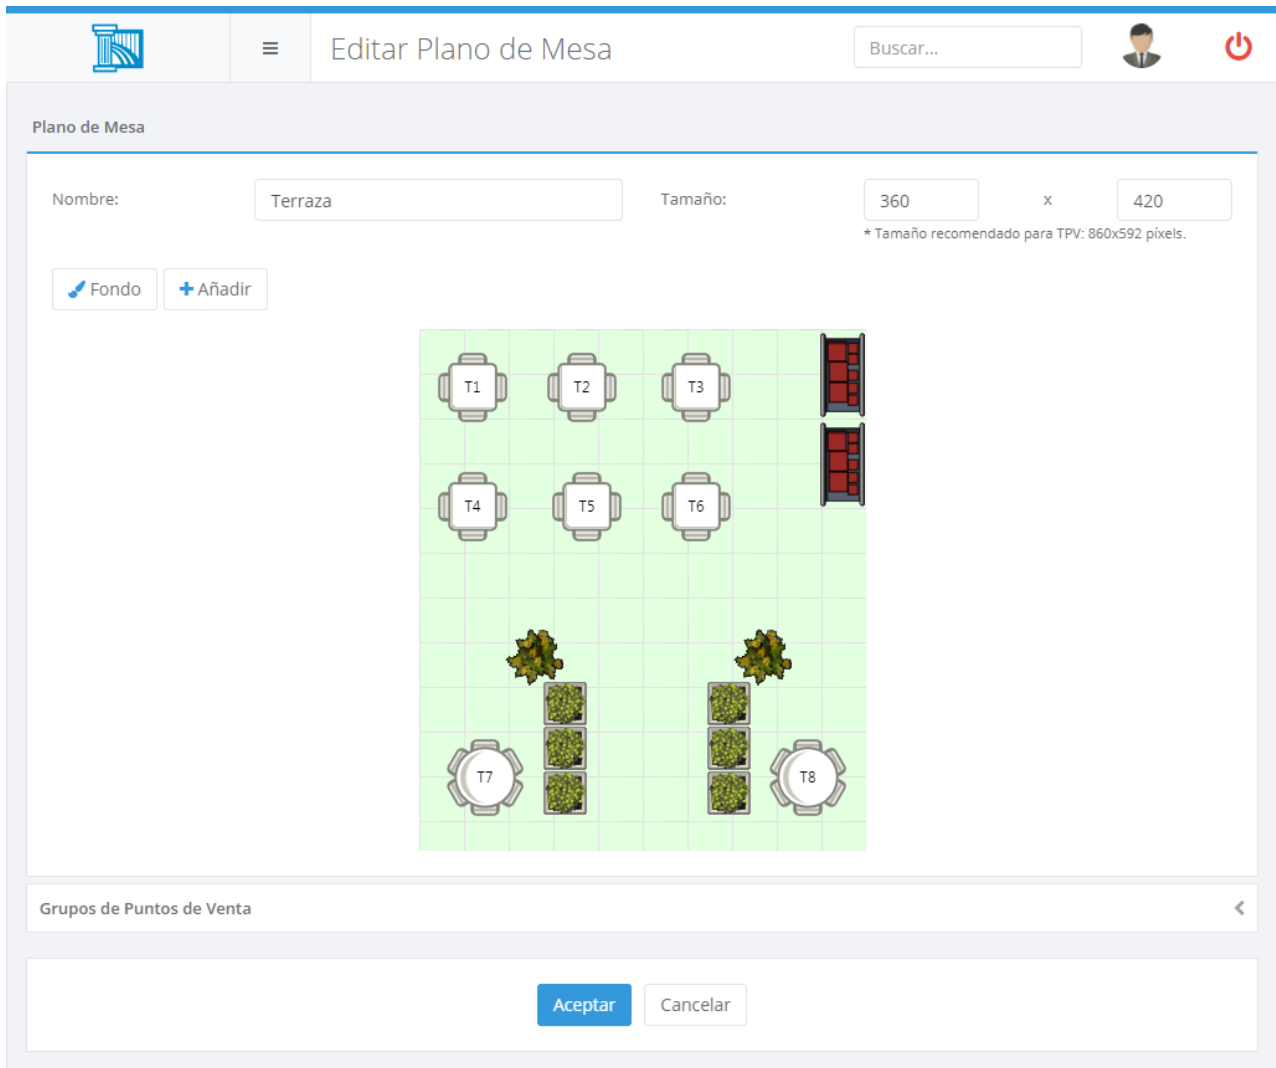 Editar Plano de Mesa
Buscar...
Plano de Mesa
Nombre:
Terraza
Tamaño:
360
x
420
* Tamaño recomendado para TPV: 860x592 píxels.
Fondo
Añadir
T1
T2
T3
T4
T5
T6
T7
T8
Grupos de Puntos de Venta
Aceptar
Cancelar